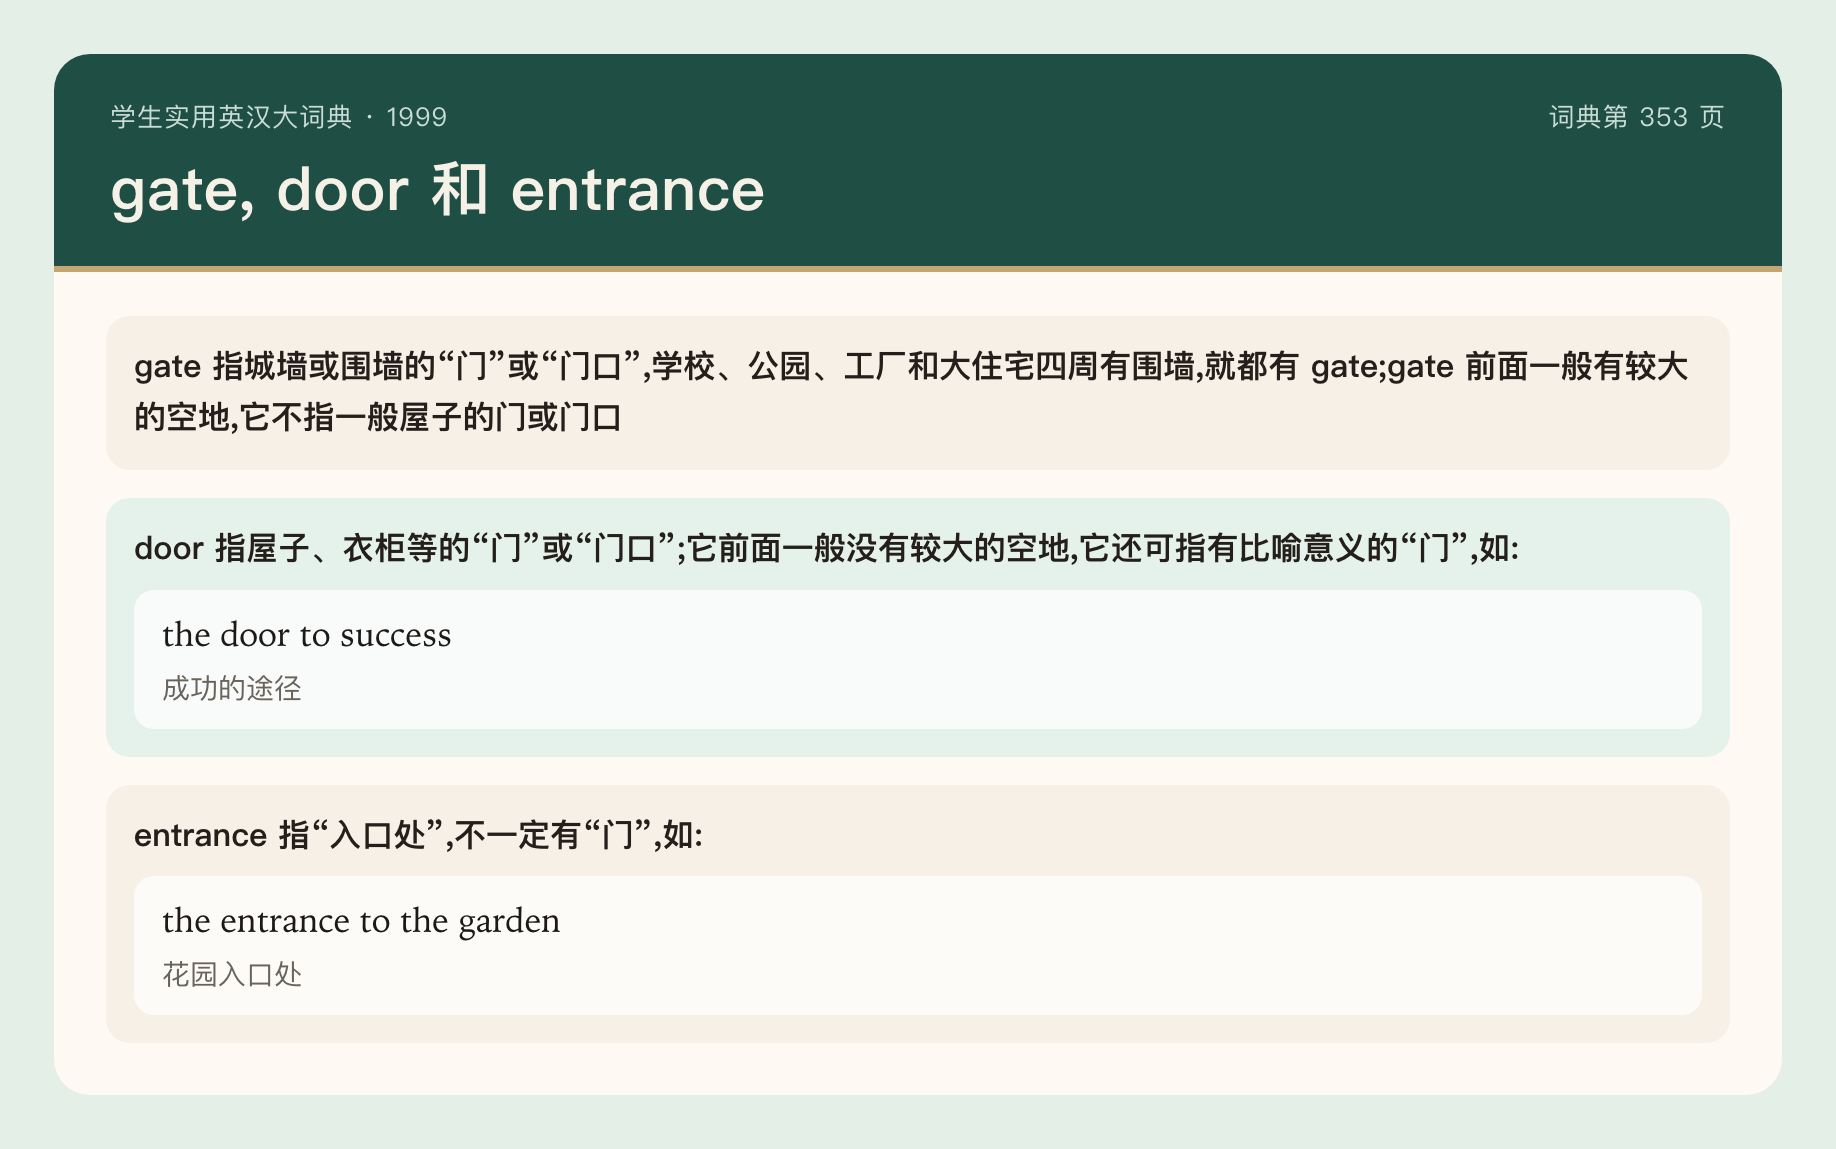 学生实用英汉大词典 · 1999
词典第 353 页
gate, door 和 entrance
gate 指城墙或围墙的“门”或“门口”,学校、公园、工厂和大住宅四周有围墙,就都有 gate;gate 前面一般有较大
的空地,它不指一般屋子的门或门口
door 指屋子、衣柜等的“门”或“门口”;它前面一般没有较大的空地,它还可指有比喻意义的“门”,如:
the door to success
成功的途径
entrance 指“入口处”,不一定有“门”,如:
the entrance to the garden
花园入口处